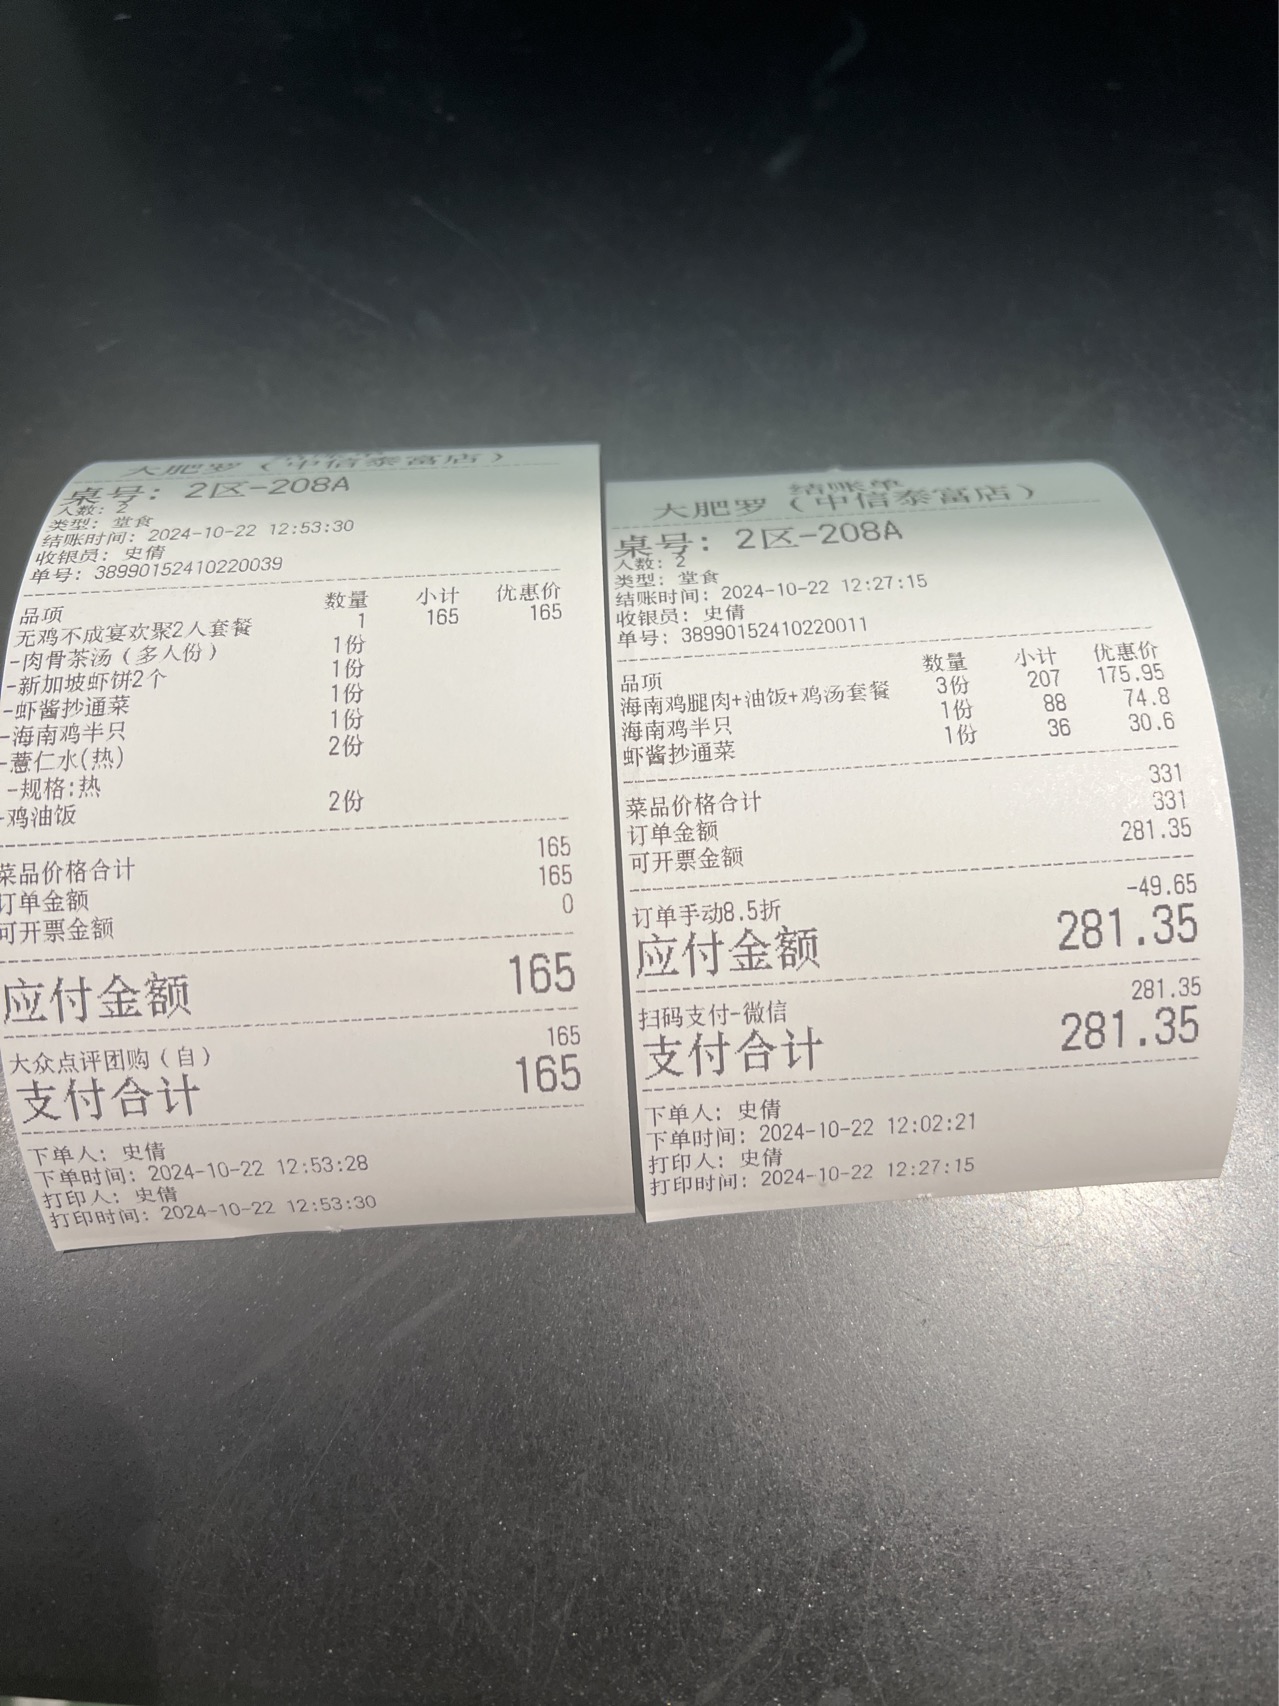 大肥罗（中信泰富店）
桌号: 2区-208A
人数: 2
类型: 堂食
结账时间: 2024-10-22 12:53:30
收银员: 史倩
单号: 38990152410220039
品项 数量 小计 优惠价
无鸡不成宴欢聚2人套餐 1 165 165
-肉骨茶汤（多人份） 1份
-新加坡虾饼2个 1份
-虾酱抄通菜 1份
-海南鸡半只 1份
-薏仁水(热) 2份
-规格:热
-鸡油饭 2份
菜品价格合计 165
订单金额 165
可开票金额 0
应付金额 165
大众点评团购（自） 165
支付合计 165
下单人: 史倩
下单时间: 2024-10-22 12:53:28
打印人: 史倩
打印时间: 2024-10-22 12:53:30
结账单
大肥罗（中信泰富店）
桌号: 2区-208A
人数: 2
类型: 堂食
结账时间: 2024-10-22 12:27:15
收银员: 史倩
单号: 38990152410220011
品项 数量 小计 优惠价
海南鸡腿肉+油饭+鸡汤套餐 3份 207 175.95
海南鸡半只 1份 88 74.8
虾酱抄通菜 1份 36 30.6
菜品价格合计 331
订单金额 331
可开票金额 281.35
订单手动8.5折 -49.65
应付金额 281.35
扫码支付-微信 281.35
支付合计 281.35
下单人: 史倩
下单时间: 2024-10-22 12:02:21
打印人: 史倩
打印时间: 2024-10-22 12:27:15